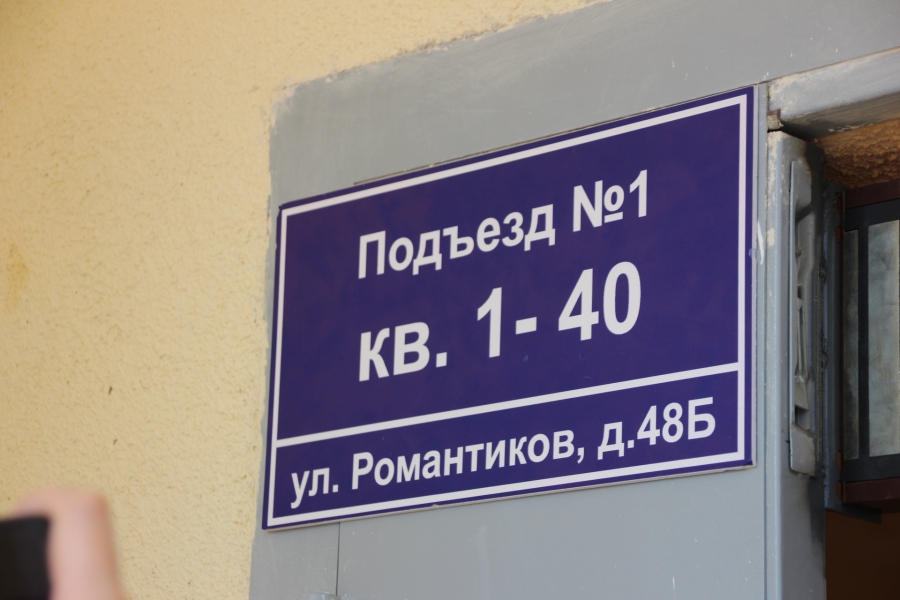 Подъезд №1
кв. 1- 40
ул. Романтиков, д.48Б